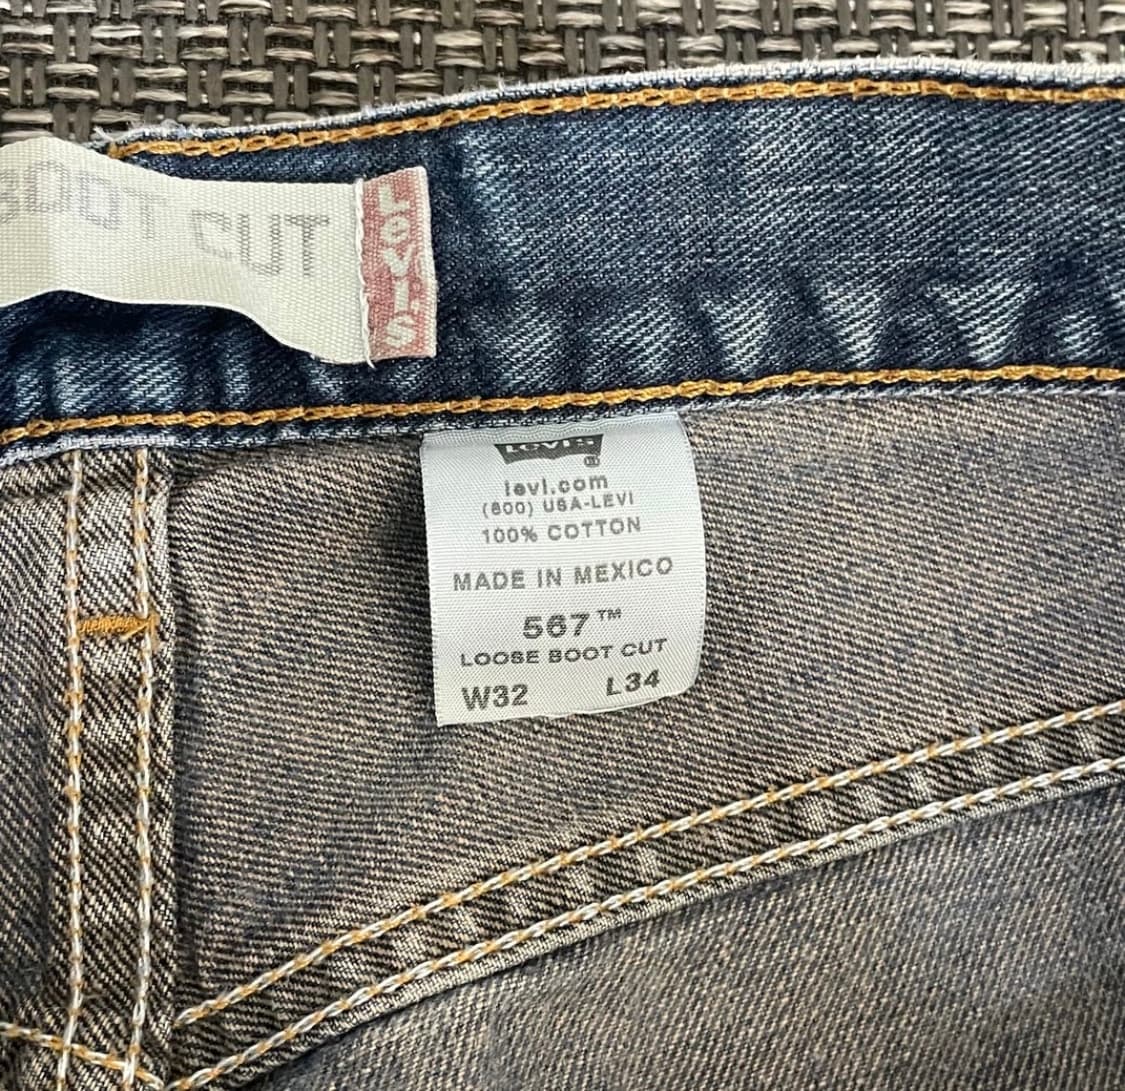 BOOT CUT
LEVI'S
LEVI'S
®
levi.com
(800) USA-LEVI
100% COTTON
MADE IN MEXICO
567™
LOOSE BOOT CUT
W32 L34